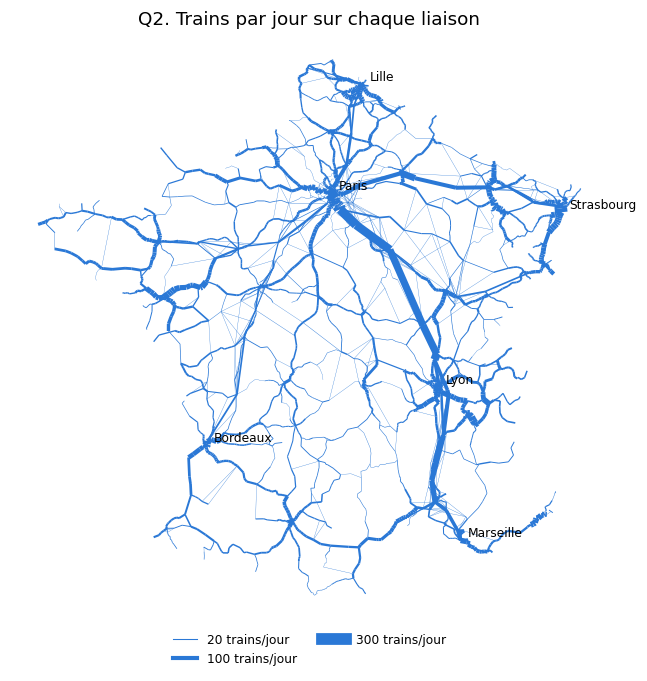 Q2. Trains par jour sur chaque liaison
Lille
Paris
Strasbourg
Lyon
Bordeaux
Marseille
20 trains/jour
100 trains/jour
300 trains/jour